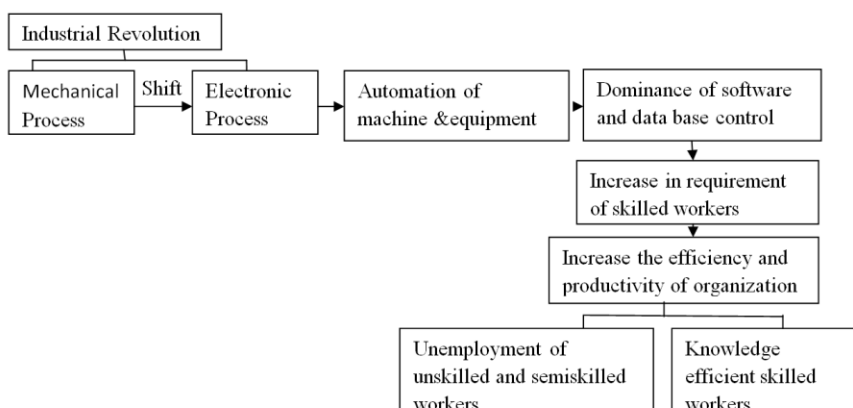 Industrial Revolution
Mechanical
Process
Shift
Electronic
Process
Automation of
machine &equipment
Dominance of software
and data base control
Increase in requirement
of skilled workers
Increase the efficiency and
productivity of organization
Unemployment of
unskilled and semiskilled
workers
Knowledge
efficient skilled
workers